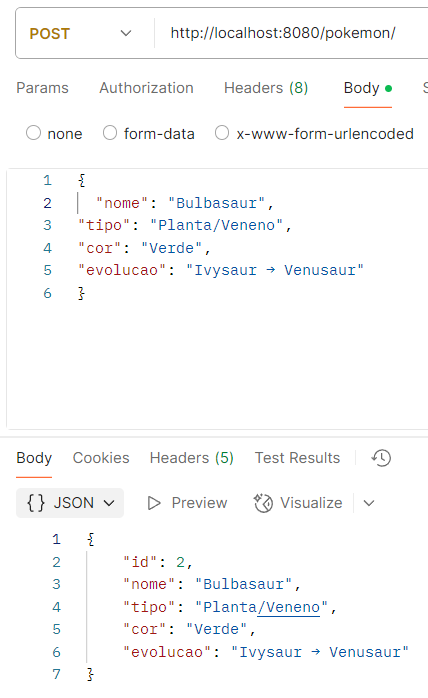 POST http://localhost:8080/pokemon/
Params Authorization Headers (8) Body
none form-data x-www-form-urlencoded
1 {
2 "nome": "Bulbasaur",
3 "tipo": "Planta/Veneno",
4 "cor": "Verde",
5 "evolucao": "Ivysaur → Venusaur"
6 }
Body Cookies Headers (5) Test Results
{} JSON Preview Visualize
1 {
2 "id": 2,
3 "nome": "Bulbasaur",
4 "tipo": "Planta/Veneno",
5 "cor": "Verde",
6 "evolucao": "Ivysaur → Venusaur"
7 }